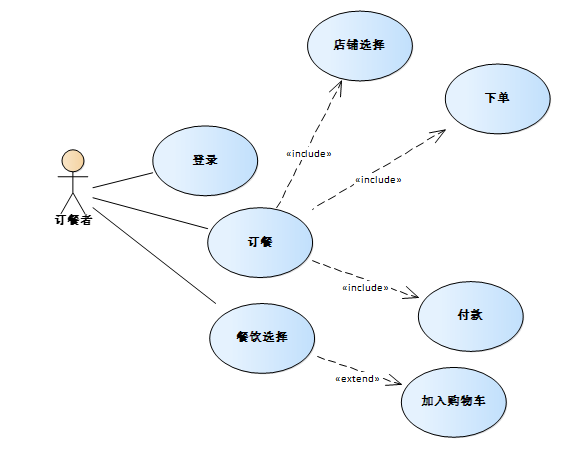 店铺选择
下单
«include»
登录
«include»
订餐者
订餐
«include»
付款
餐饮选择
«extend»
加入购物车